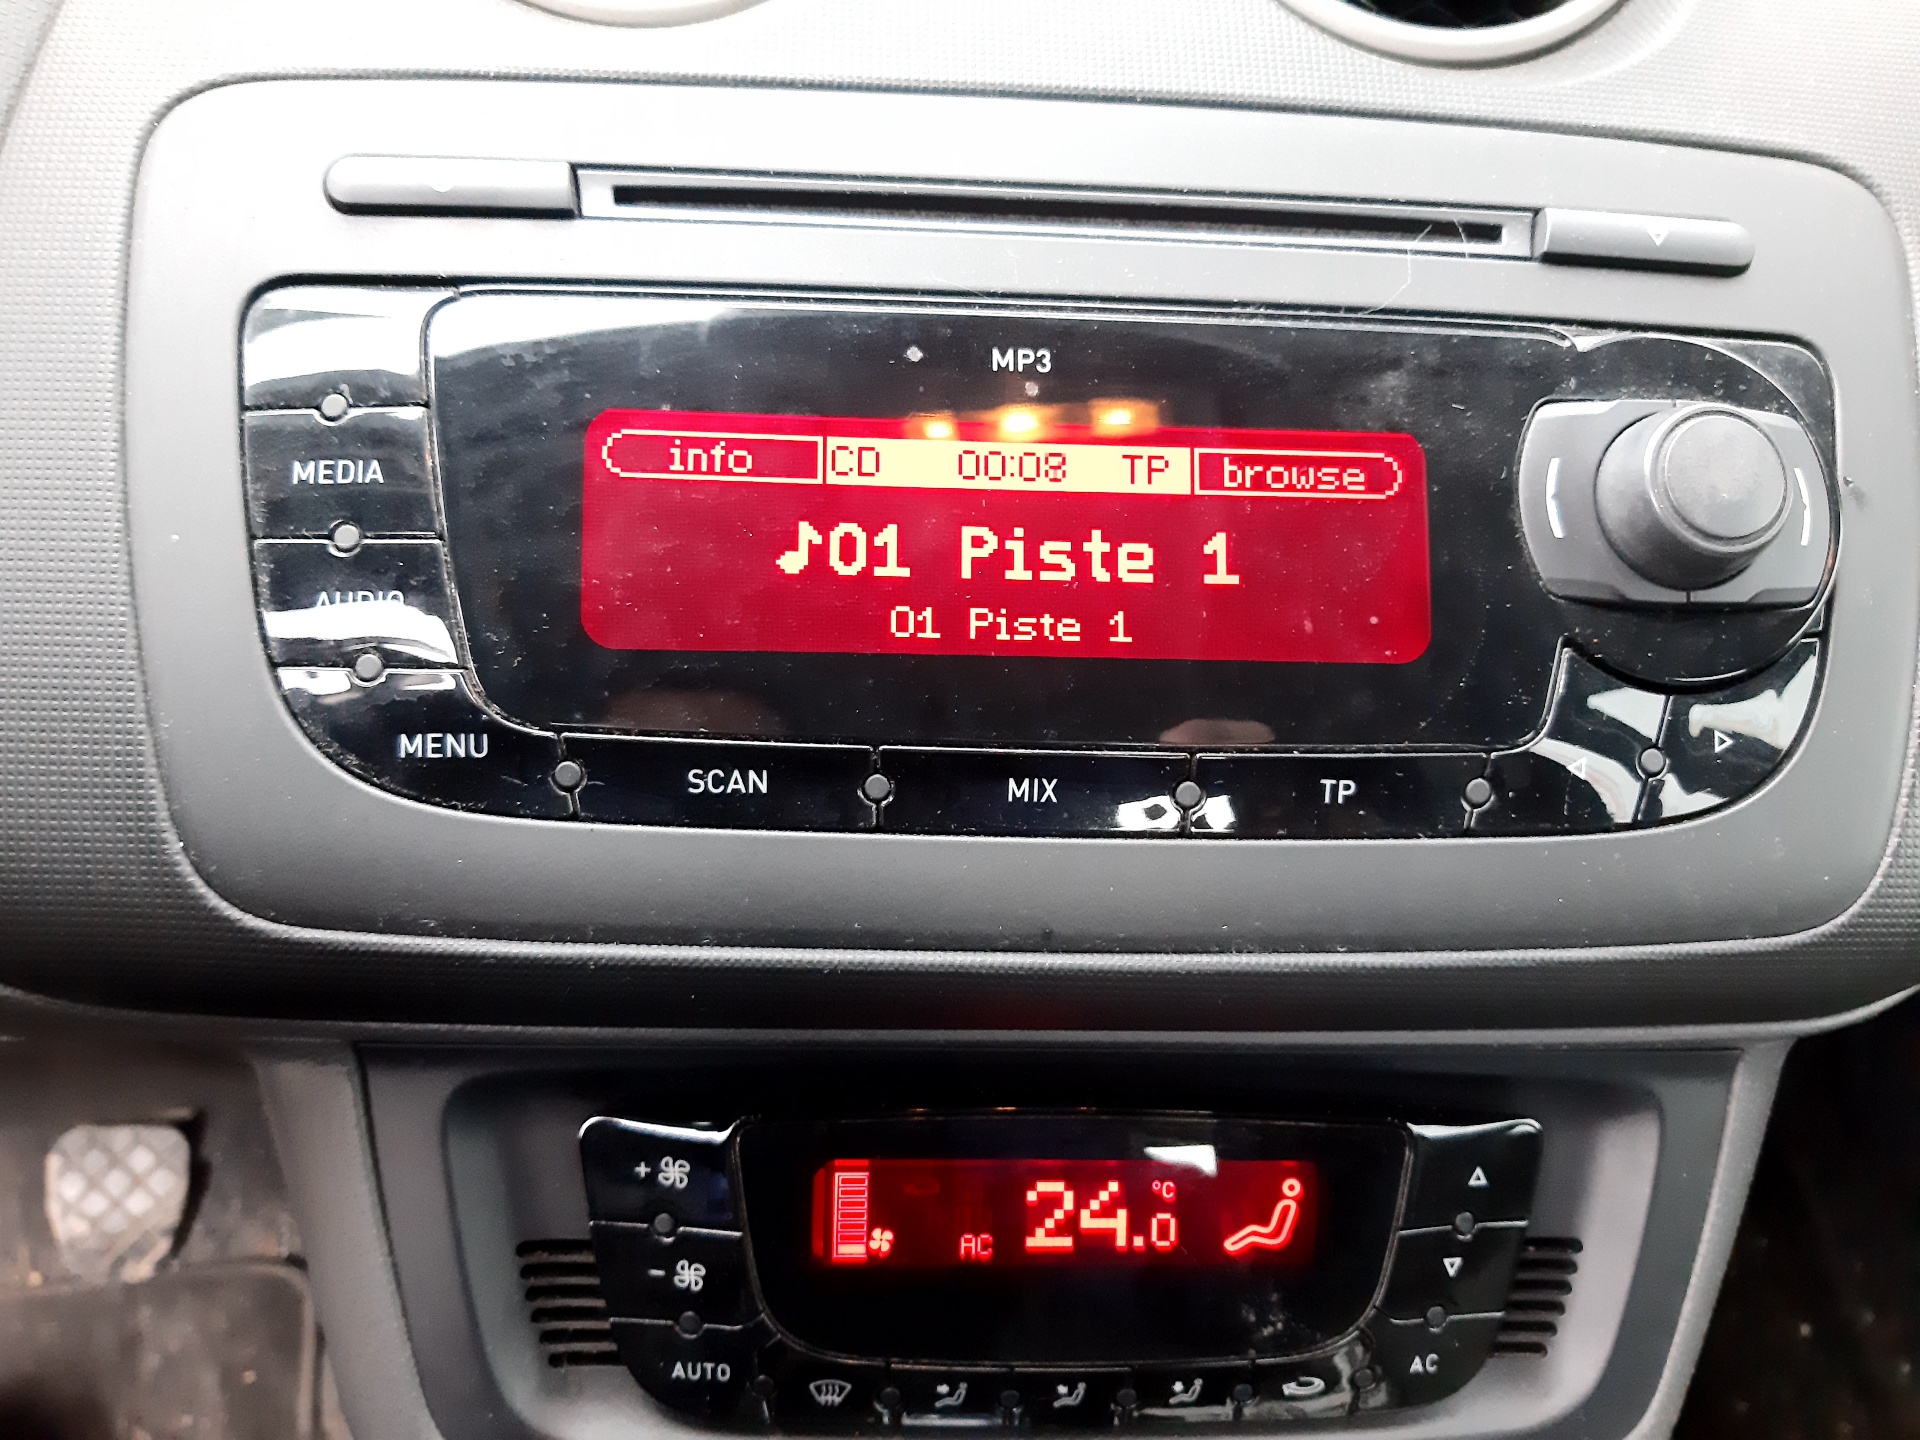 MP3
info CD 00:08 TP browse
♪01 Piste 1
01 Piste 1
MEDIA
AUDIO
MENU
SCAN MIX TP
+
-
AC 24.0 °C
AUTO
AC